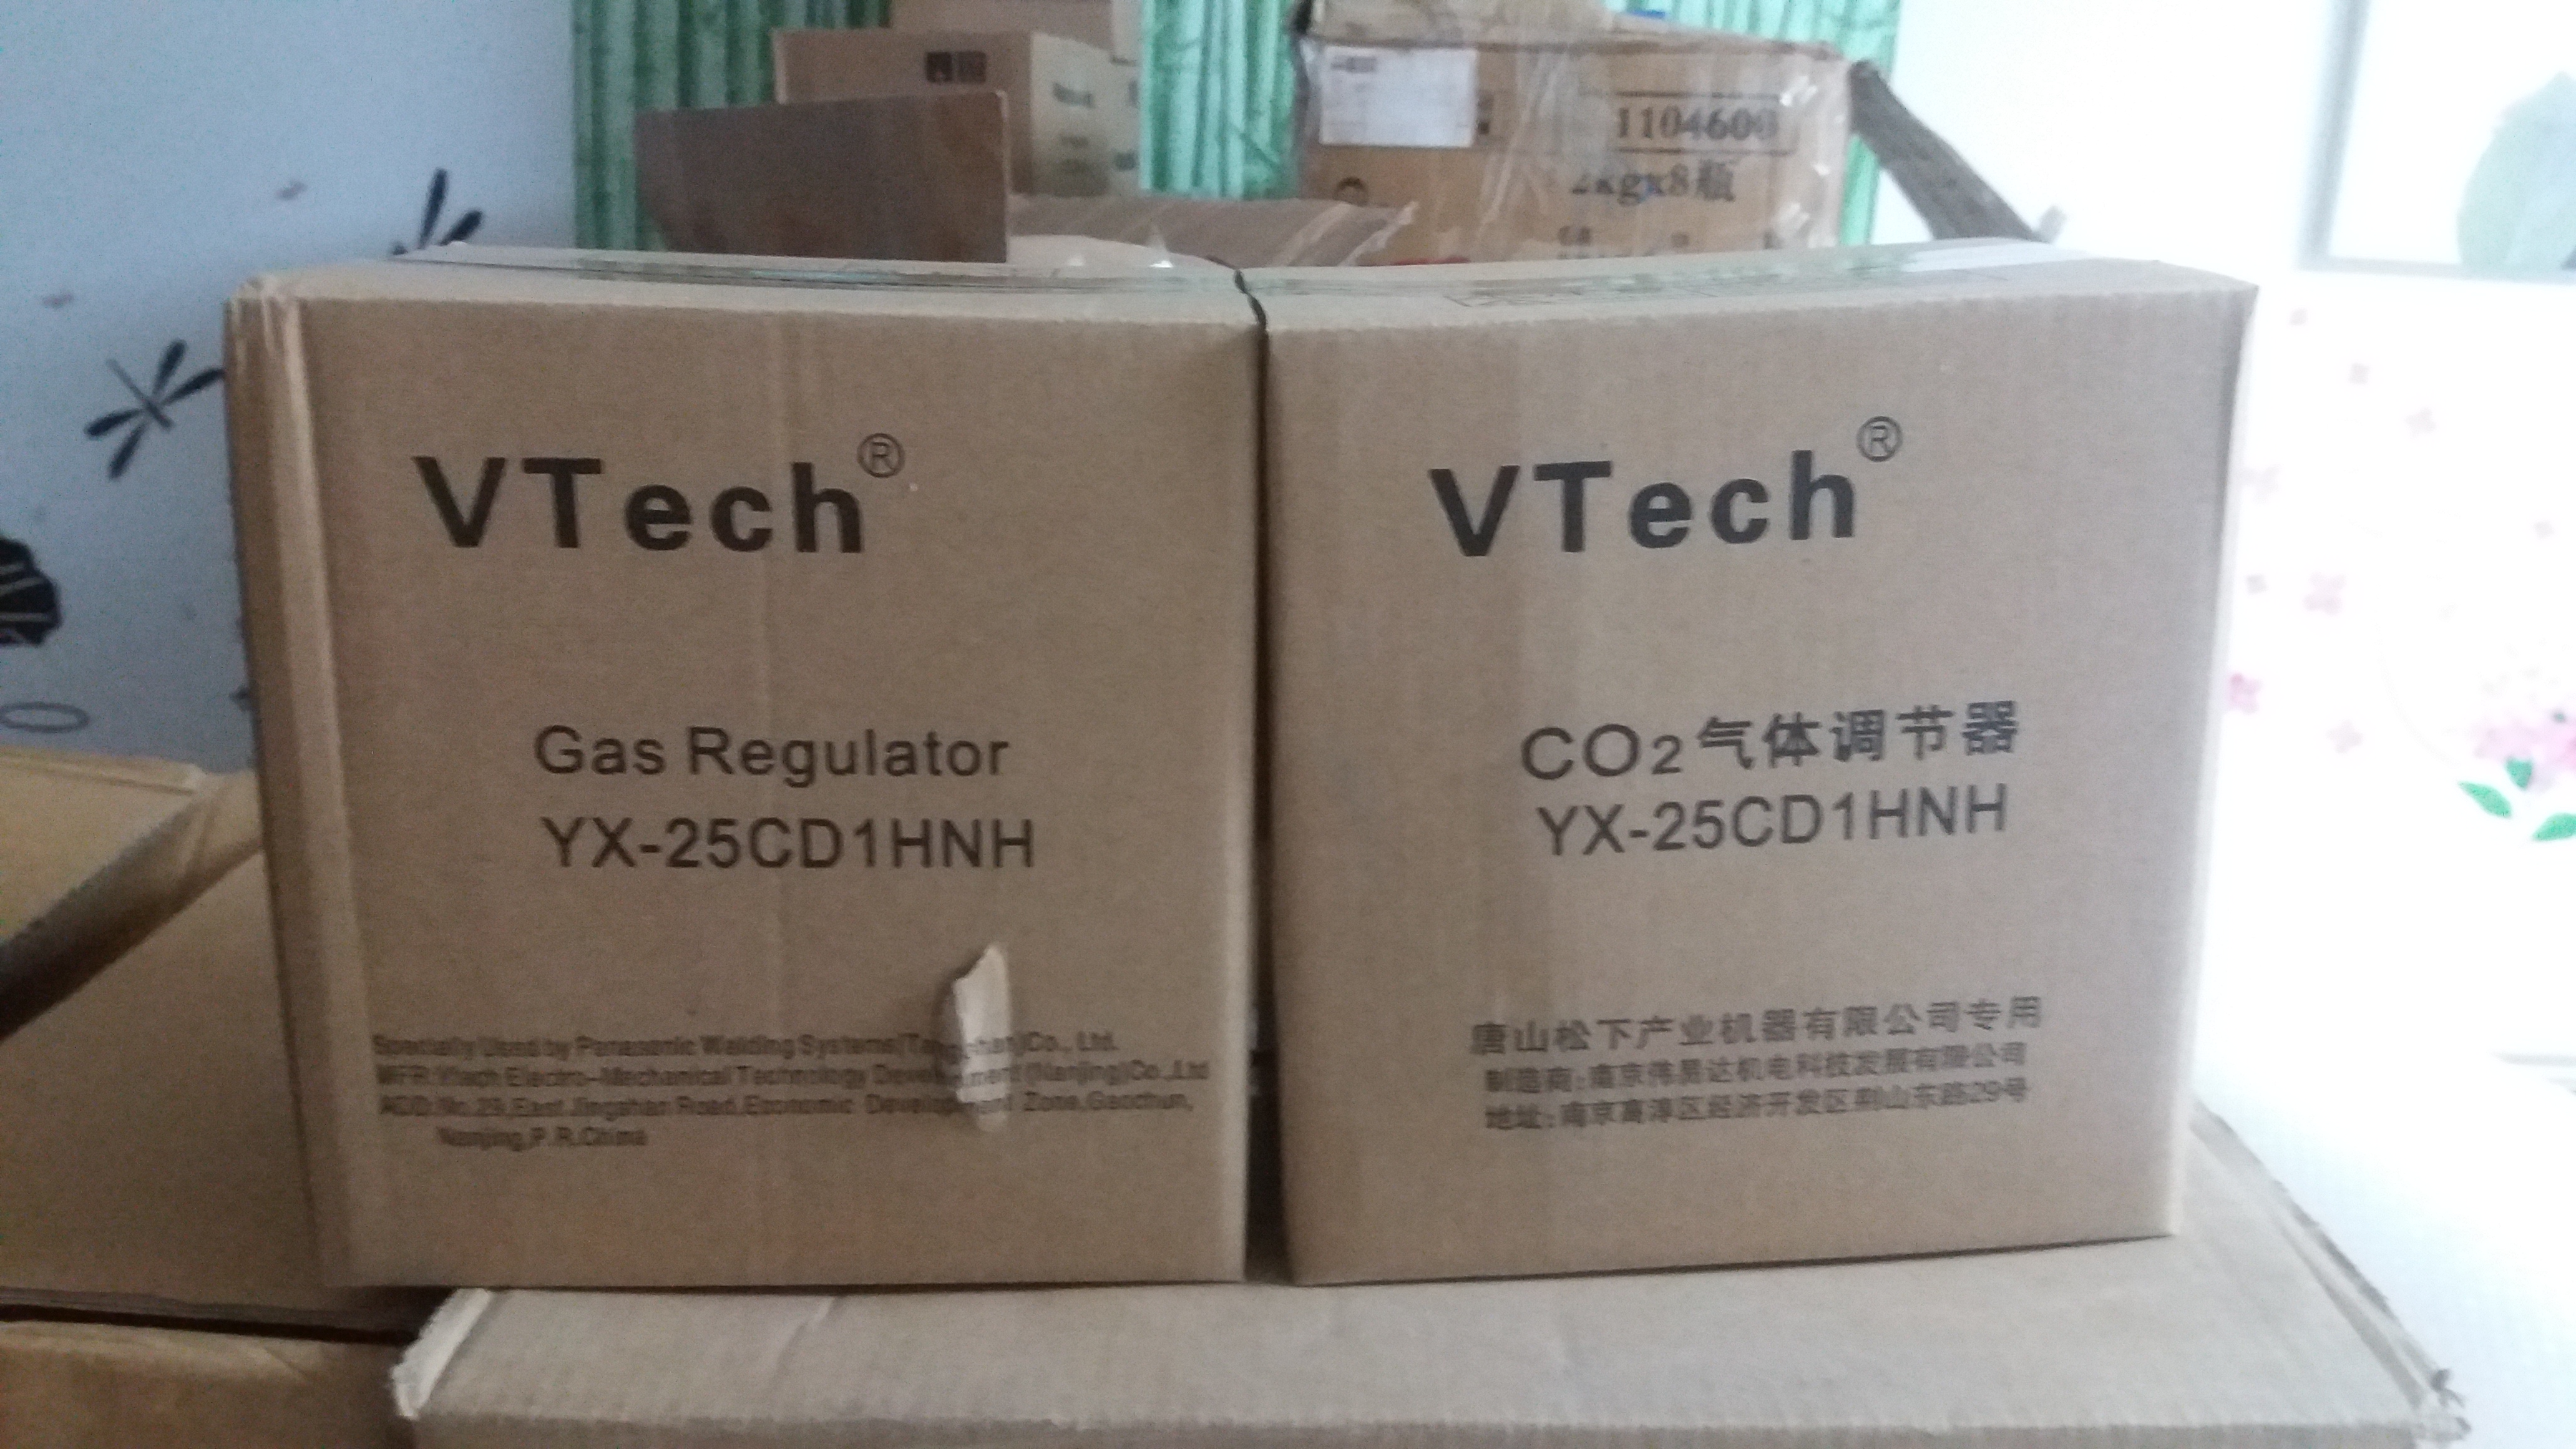 1104600
2kgx8瓶
VTech®
Gas Regulator
YX-25CD1HNH
Specially Used by Panasonic Welding Systems(Tangshan)Co., Ltd.
MFR:VTech Electro-Mechanical Technology Development(Nanjing)Co.,Ltd
ADD:No.29,East Jingshan Road,Economic Development Zone,Gaochun,
Nanjing,P.R.China
VTech®
CO2气体调节器
YX-25CD1HNH
唐山松下产业机器有限公司专用
制造商:南京伟易达机电科技发展有限公司
地址:南京高淳区经济开发区荆山东路29号